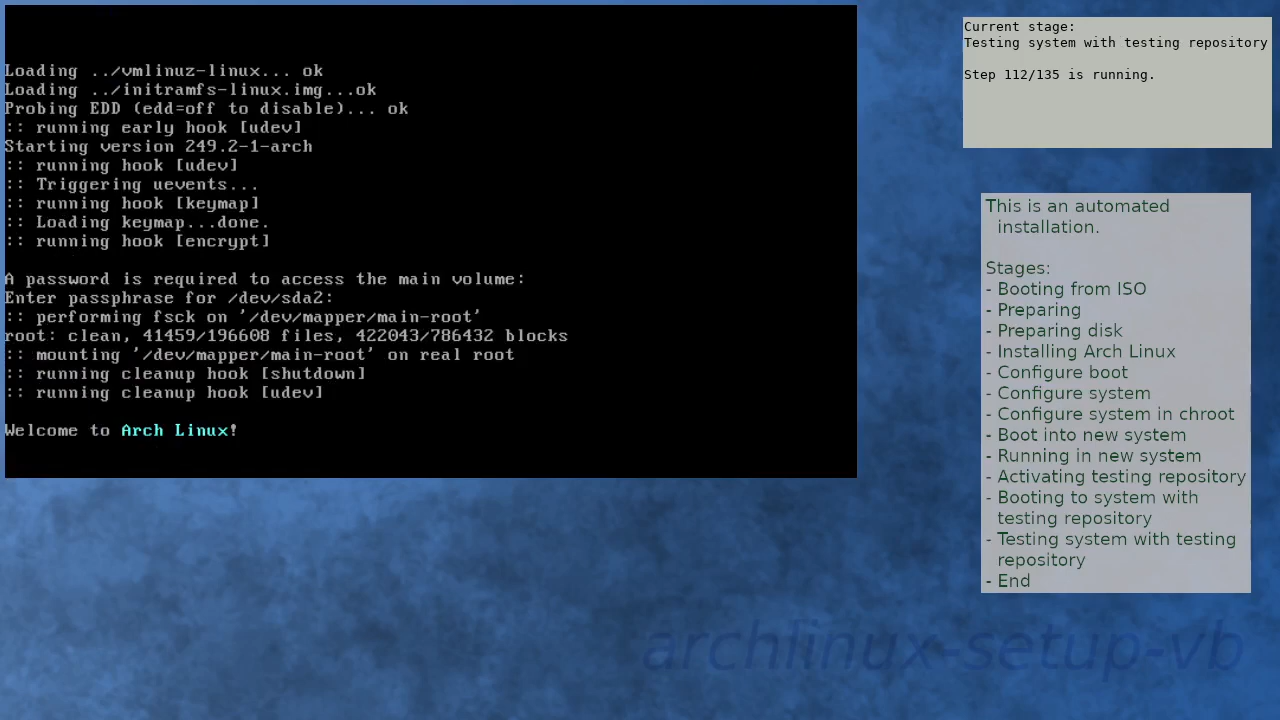 Loading ../vmlinuz-linux... ok
Loading ../initramfs-linux.img...ok
Probing EDD (edd=off to disable)... ok
:: running early hook [udev]
Starting version 249.2-1-arch
:: running hook [udev]
:: Triggering uevents...
:: running hook [keymap]
:: Loading keymap...done.
:: running hook [encrypt]
A password is required to access the main volume:
Enter passphrase for /dev/sda2:
:: performing fsck on '/dev/mapper/main-root'
root: clean, 41459/196608 files, 422043/786432 blocks
:: mounting '/dev/mapper/main-root' on real root
:: running cleanup hook [shutdown]
:: running cleanup hook [udev]
Welcome to Arch Linux!
Current stage:
Testing system with testing repository
Step 112/135 is running.
This is an automated
installation.
Stages:
- Booting from ISO
- Preparing
- Preparing disk
- Installing Arch Linux
- Configure boot
- Configure system
- Configure system in chroot
- Boot into new system
- Running in new system
- Activating testing repository
- Booting to system with
testing repository
- Testing system with testing
repository
- End
archlinux-setup-vb